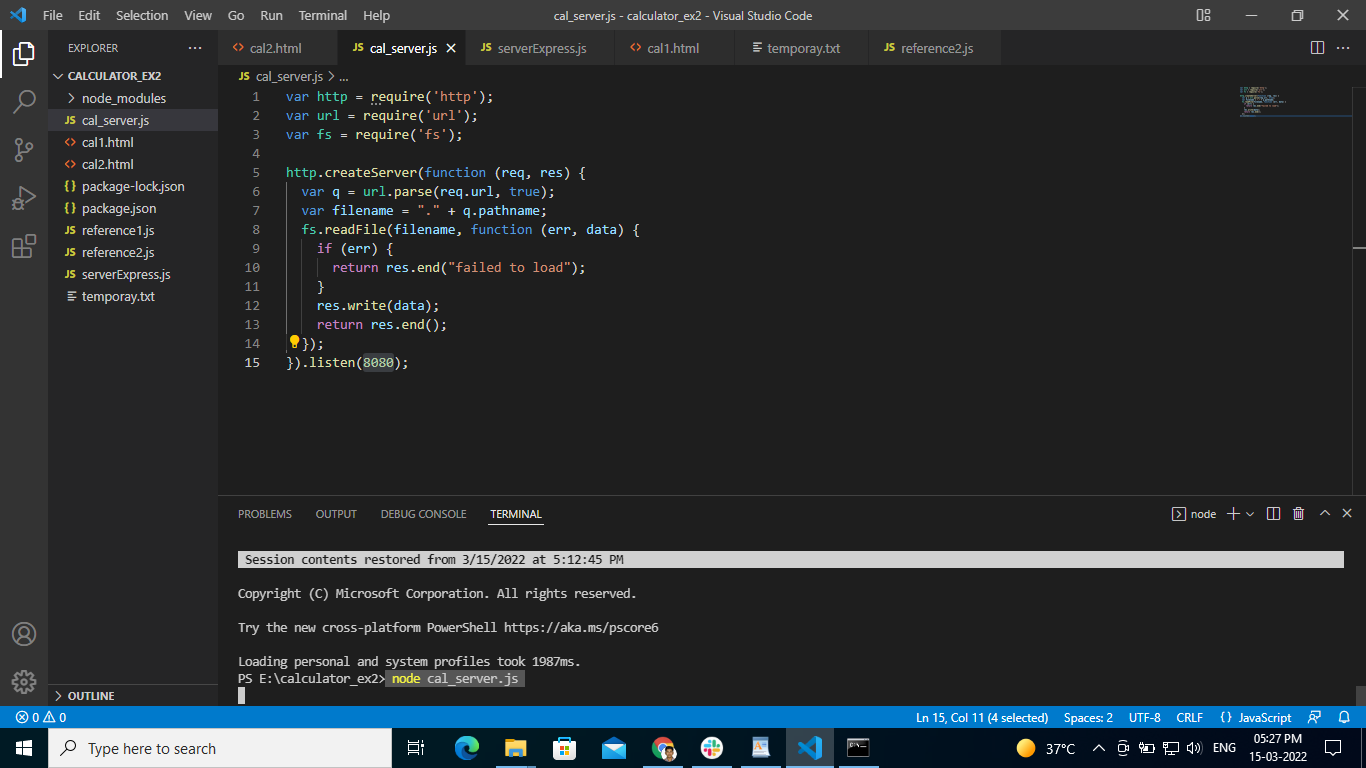 File Edit Selection View Go Run Terminal Help cal_server.js - calculator_ex2 - Visual Studio Code
EXPLORER
cal2.html
JS cal_server.js
JS serverExpress.js
cal1.html
temporay.txt
JS reference2.js
CALCULATOR_EX2
node_modules
JS cal_server.js
cal1.html
cal2.html
{} package-lock.json
{} package.json
JS reference1.js
JS reference2.js
JS serverExpress.js
temporay.txt
OUTLINE
JS cal_server.js > ...
1 var http = require('http');
2 var url = require('url');
3 var fs = require('fs');
4
5 http.createServer(function (req, res) {
6 var q = url.parse(req.url, true);
7 var filename = "." + q.pathname;
8 fs.readFile(filename, function (err, data) {
9 if (err) {
10 return res.end("failed to load");
11 }
12 res.write(data);
13 return res.end();
14 });
15 }).listen(8080);
PROBLEMS OUTPUT DEBUG CONSOLE TERMINAL node
Session contents restored from 3/15/2022 at 5:12:45 PM
Copyright (C) Microsoft Corporation. All rights reserved.
Try the new cross-platform PowerShell https://aka.ms/pscore6
Loading personal and system profiles took 1987ms.
PS E:\calculator_ex2> node cal_server.js
0 0 Ln 15, Col 11 (4 selected) Spaces: 2 UTF-8 CRLF {} JavaScript
Type here to search
37°C ENG
05:27 PM
15-03-2022